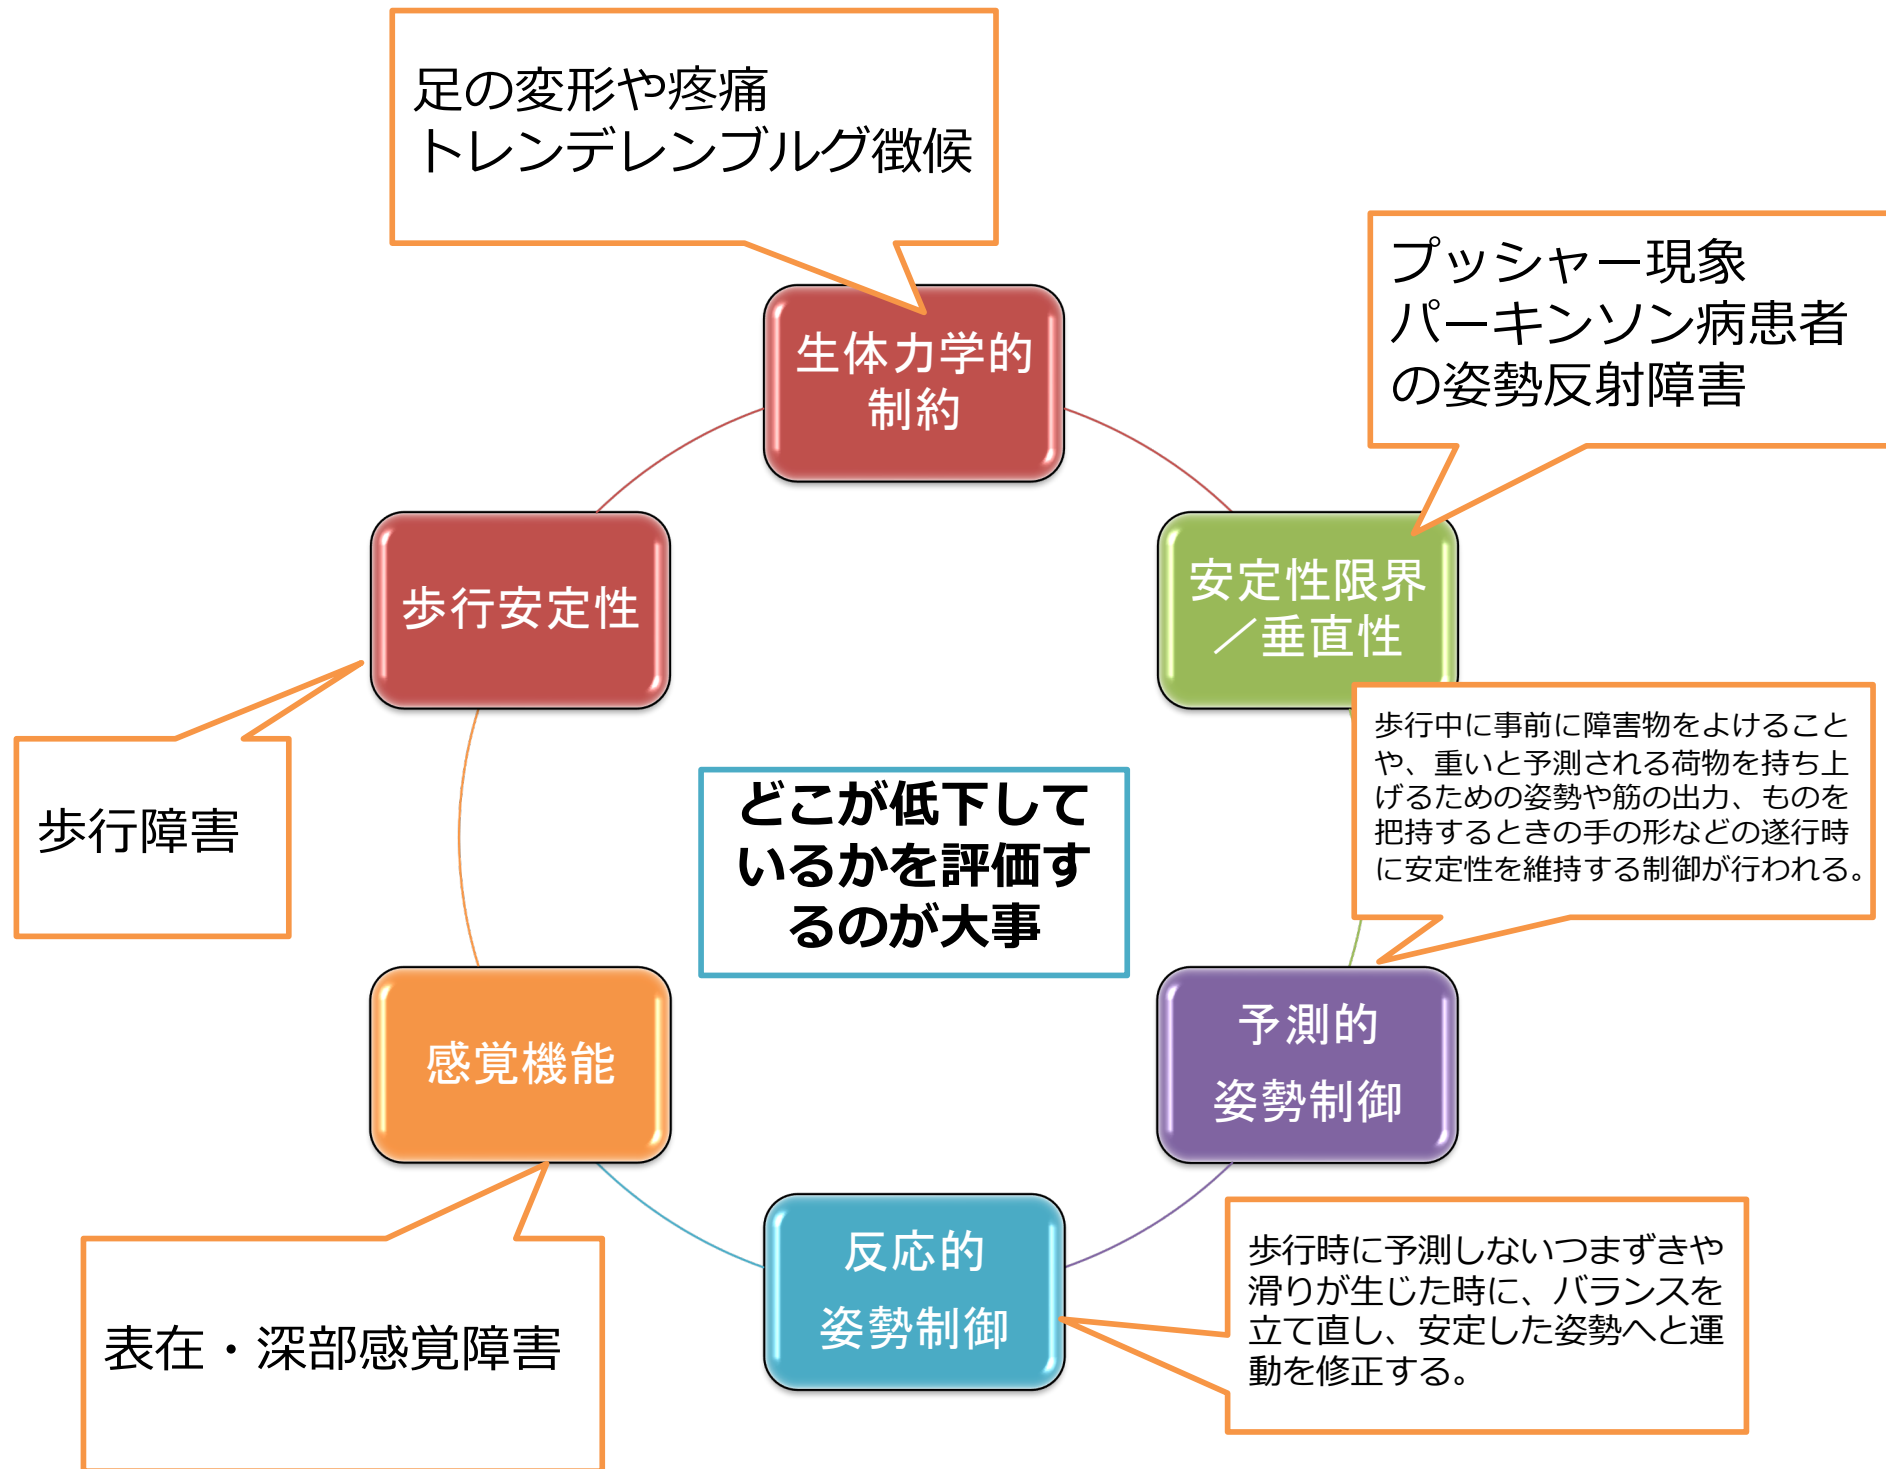 足の変形や疼痛
トレンデレンブルグ徴候
プッシャー現象
パーキンソン病患者
の姿勢反射障害
生体力学的
制約
安定性限界
／垂直性
歩行安定性
歩行中に事前に障害物をよけること
や、重いと予測される荷物を持ち上
げるための姿勢や筋の出力、ものを
把持するときの手の形などの遂行時
に安定性を維持する制御が行われる。
歩行障害
どこが低下して
いるかを評価す
るのが大事
予測的
姿勢制御
感覚機能
反応的
姿勢制御
歩行時に予測しないつまずきや
滑りが生じた時に、バランスを
立て直し、安定した姿勢へと運
動を修正する。
表在・深部感覚障害